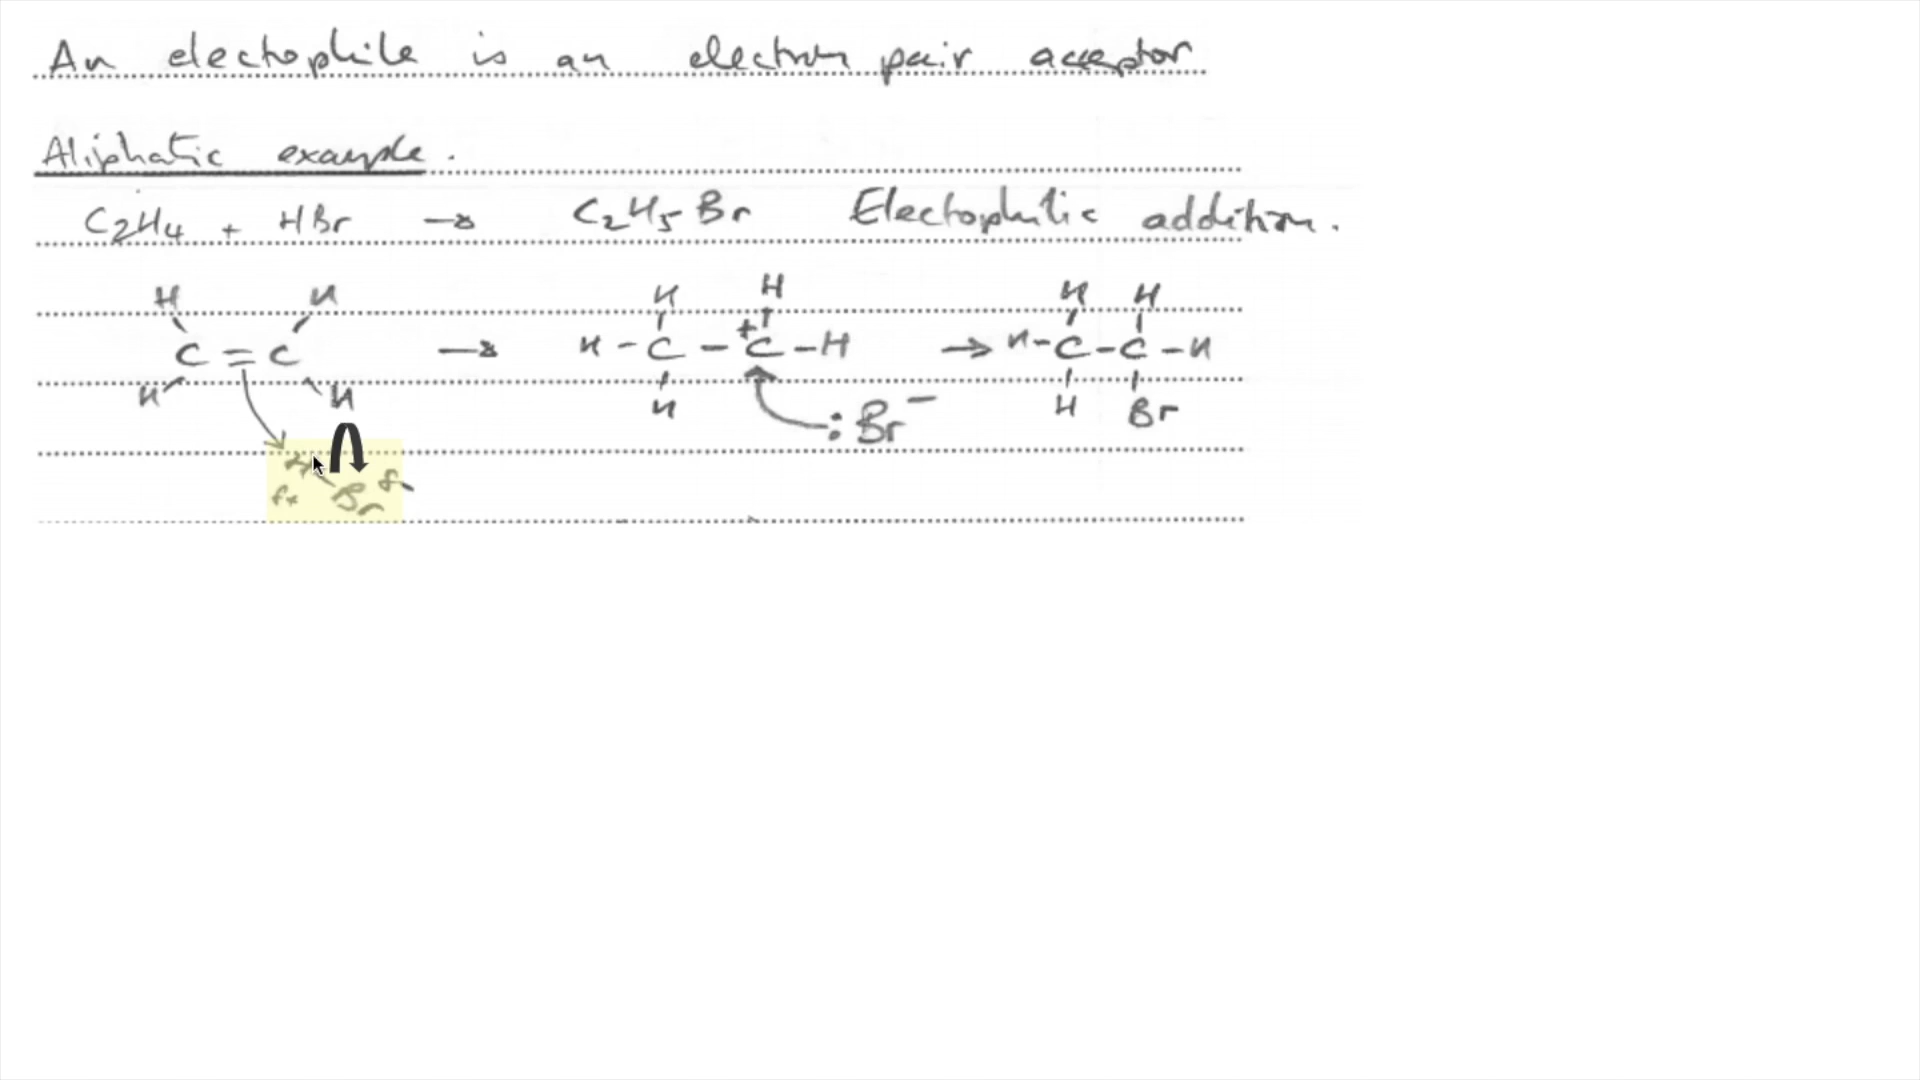 An electophile is an electron pair acceptor
Aliphatic example.
C2H4 + HBr → C2H5Br Electophilic addition.
H H H H H H
C = C → H - C - C+ - H → H - C - C - H
H H H :Br− H Br
H
δ+ Br δ−